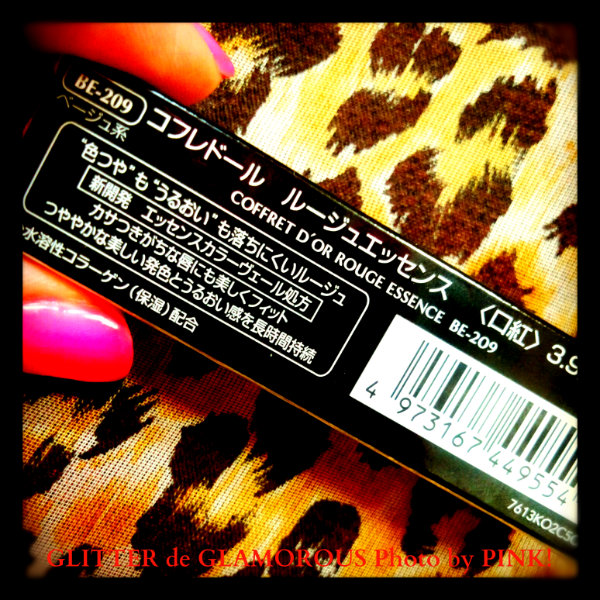 BE-209
ベージュ系
コフレドール ルージュエッセンス 〈口紅〉 3.9
COFFRET D'OR ROUGE ESSENCE BE-209
"色つや"も"うるおい"も落ちにくいルージュ
新開発 エッセンスカラーヴェール処方
カサつきがちな唇にも美しくフィット
つややかな美しい発色とうるおい感を長時間持続
水溶性コラーゲン(保湿)配合
4 973167 449554
7613KO2C5C
GLITTER de GLAMOROUS Photo by PINK!